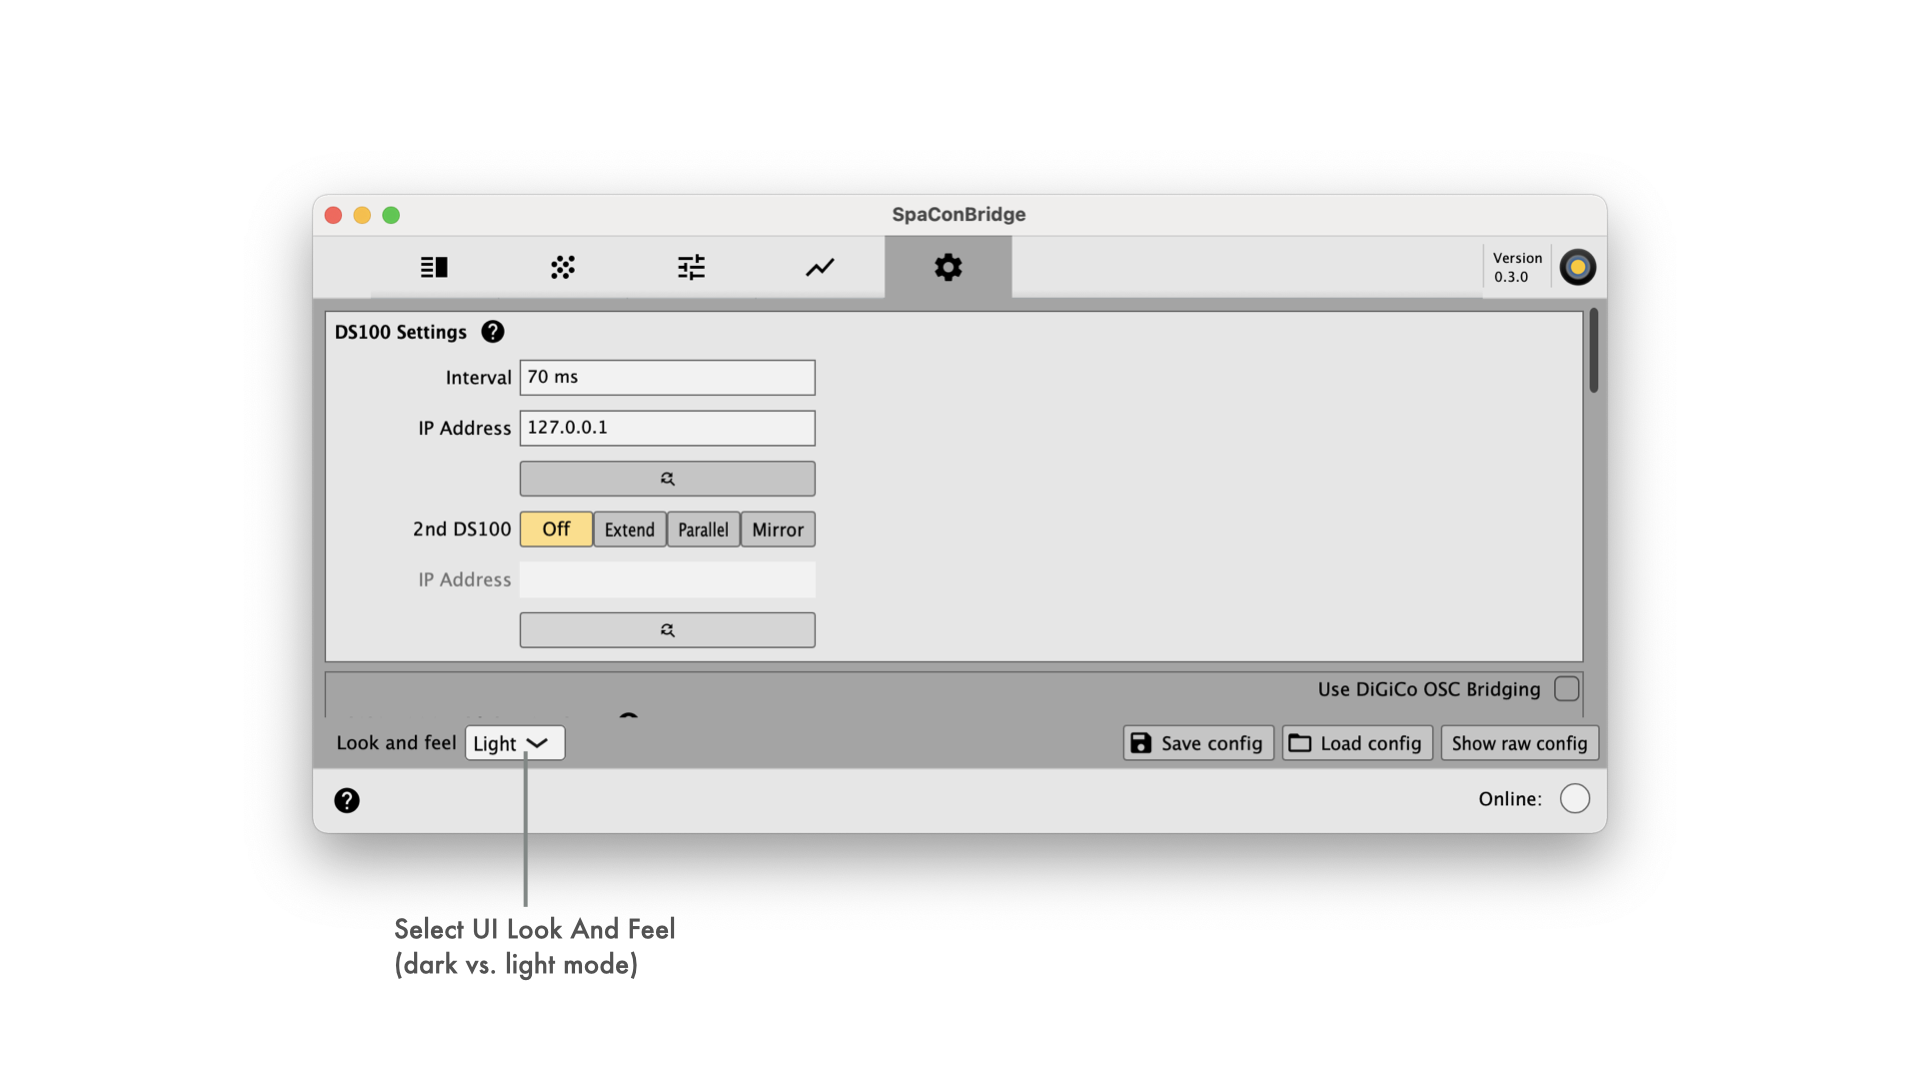 SpaConBridge
Version
0.3.0
DS100 Settings ?
Interval 70 ms
IP Address 127.0.0.1
2nd DS100 Off Extend Parallel Mirror
IP Address
Use DiGiCo OSC Bridging
Look and feel Light Save config Load config Show raw config
? Online:
Select UI Look And Feel
(dark vs. light mode)